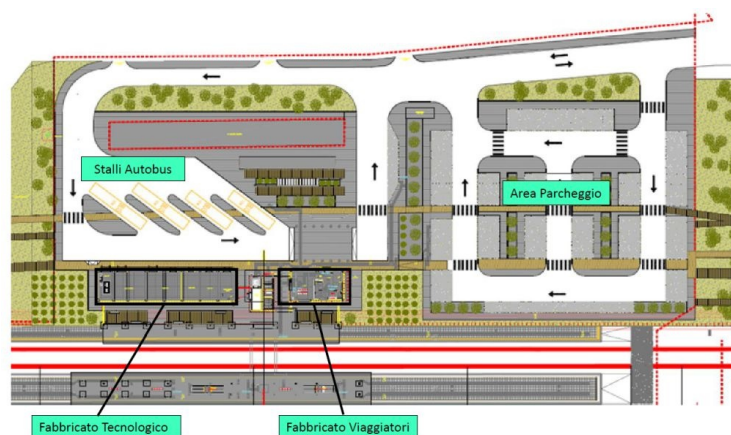 Stalli Autobus
Area Parcheggio
Fabbricato Tecnologico
Fabbricato Viaggiatori